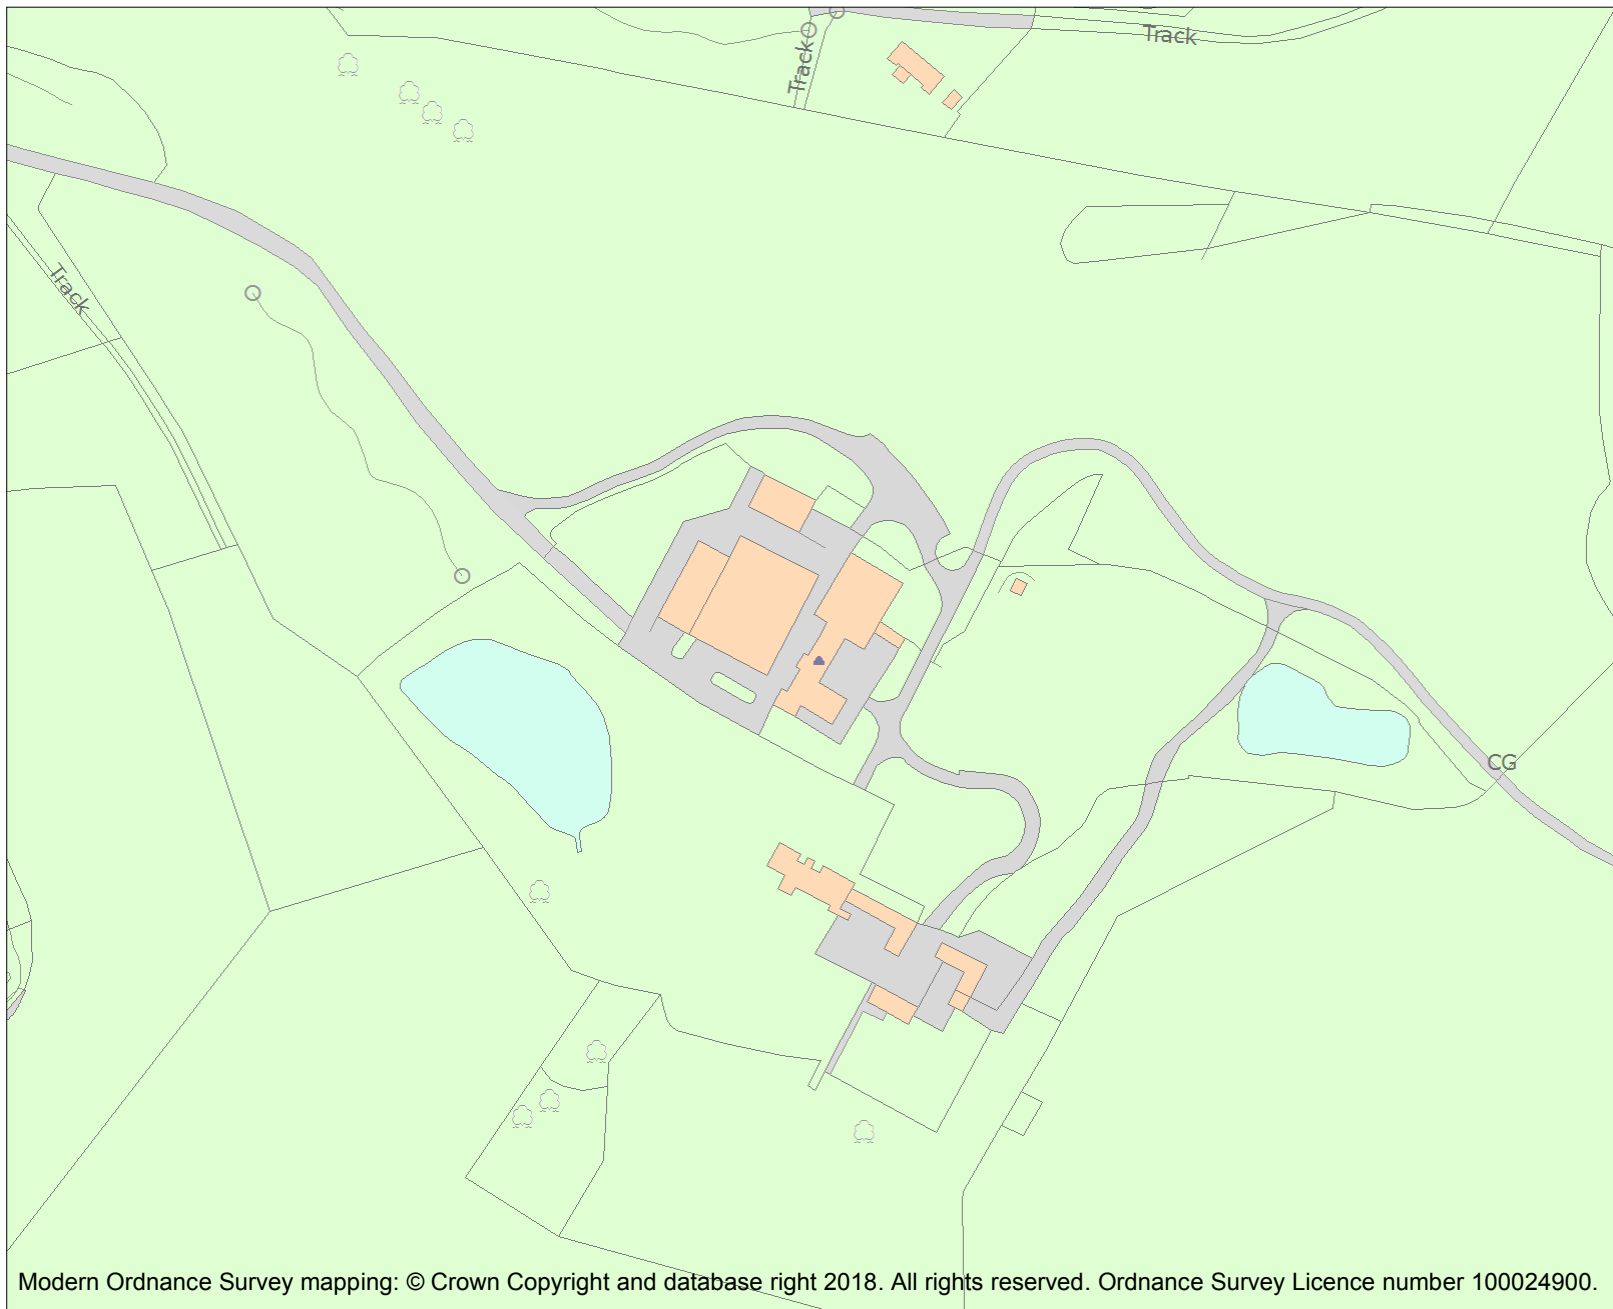 Track
Track
Track
CG
Modern Ordnance Survey mapping: © Crown Copyright and database right 2018. All rights reserved. Ordnance Survey Licence number 100024900.